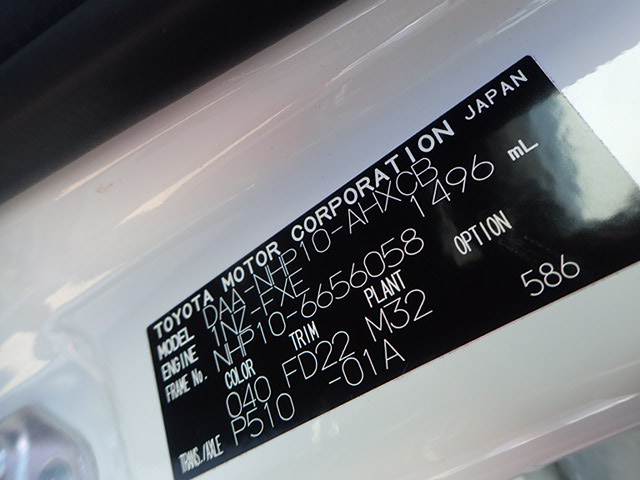 TOYOTA MOTOR CORPORATION JAPAN
MODEL DAA-NHP10-AHXCB
ENGINE 1NZ-FXE 1496 mL
FRAME No. NHP10-6656058
COLOR TRIM PLANT OPTION
040 FD22 M32 586
TRANS./AXLE P510 -01A